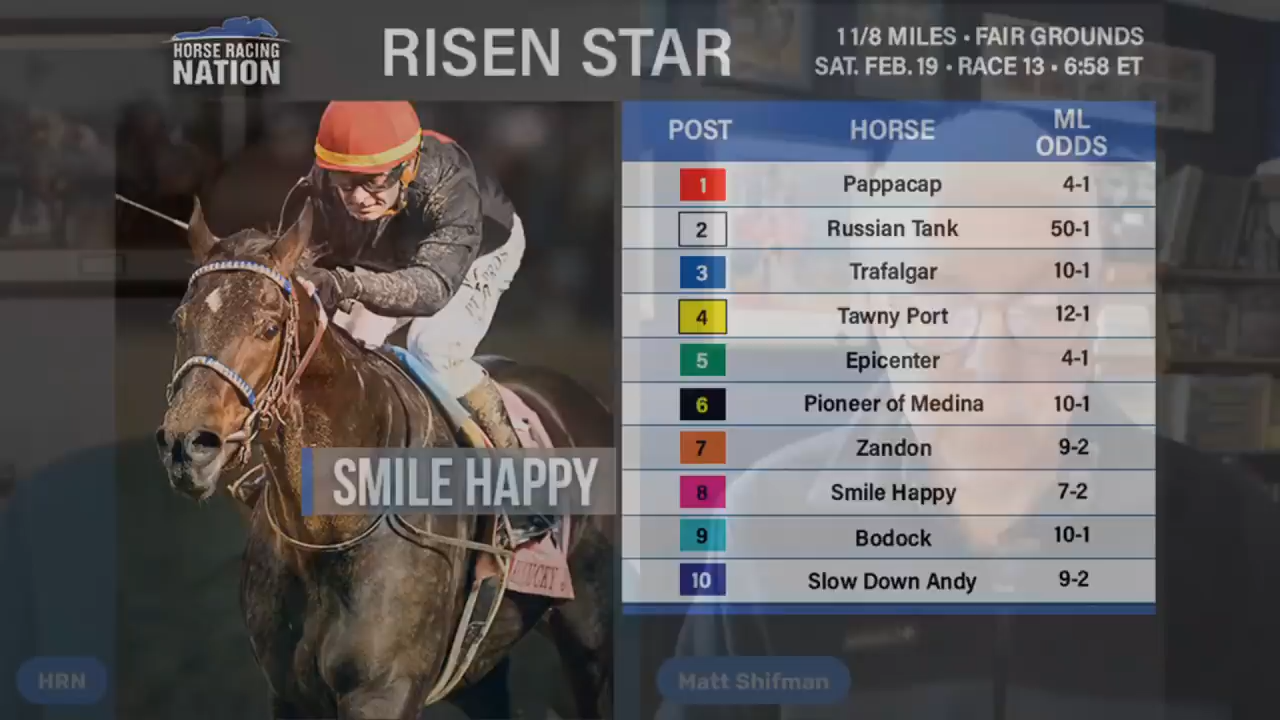 HORSE RACING
NATION
RISEN STAR
11/8 MILES • FAIR GROUNDS
SAT. FEB. 19 • RACE 13 • 6:58 ET
POST HORSE ML ODDS
1 Pappacap 4-1
2 Russian Tank 50-1
3 Trafalgar 10-1
4 Tawny Port 12-1
5 Epicenter 4-1
6 Pioneer of Medina 10-1
7 Zandon 9-2
8 Smile Happy 7-2
9 Bodock 10-1
10 Slow Down Andy 9-2
SMILE HAPPY
HRN
Matt Shifman